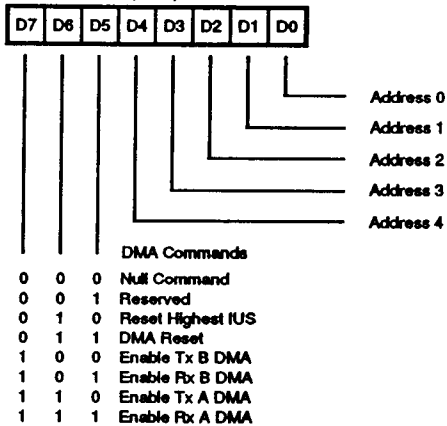 D7 D6 D5 D4 D3 D2 D1 D0
Address 0
Address 1
Address 2
Address 3
Address 4
DMA Commands
0 0 0 Null Command
0 0 1 Reserved
0 1 0 Reset Highest IUS
0 1 1 DMA Reset
1 0 0 Enable Tx B DMA
1 0 1 Enable Rx B DMA
1 1 0 Enable Tx A DMA
1 1 1 Enable Rx A DMA